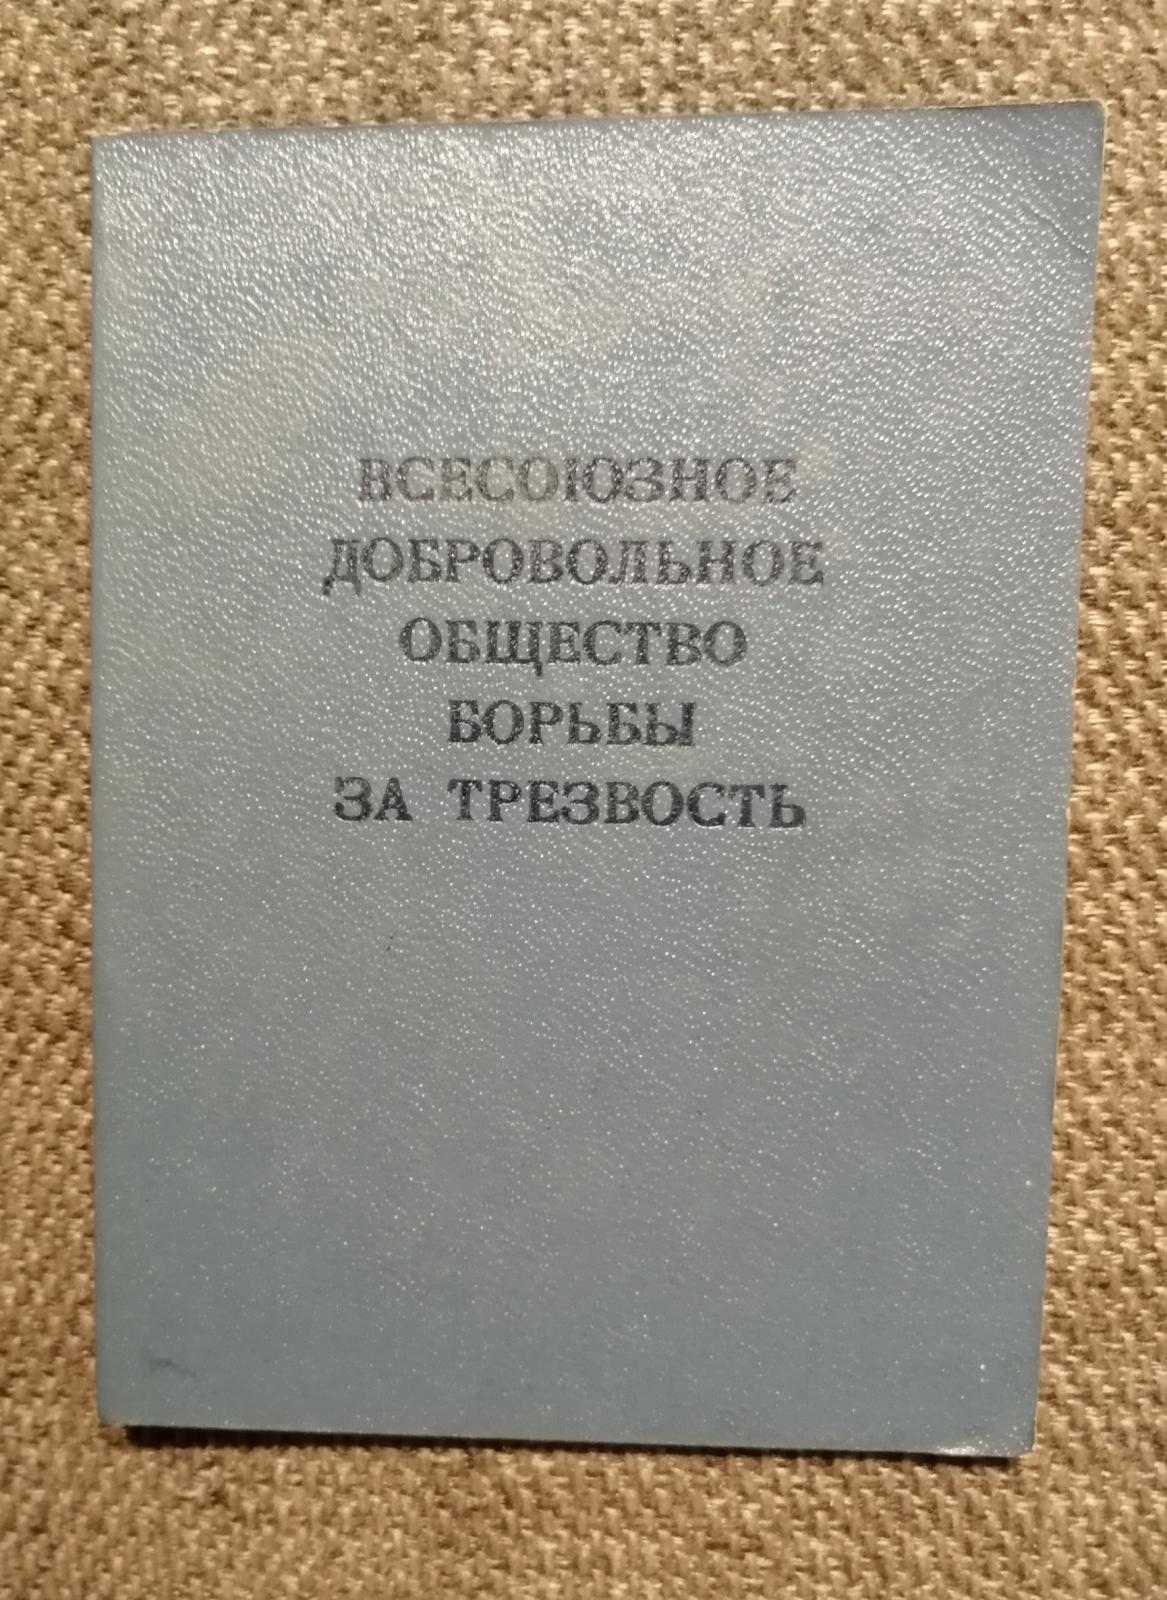 ВСЕСОЮЗНОЕ
ДОБРОВОЛЬНОЕ
ОБЩЕСТВО
БОРЬБЫ
ЗА ТРЕЗВОСТЬ